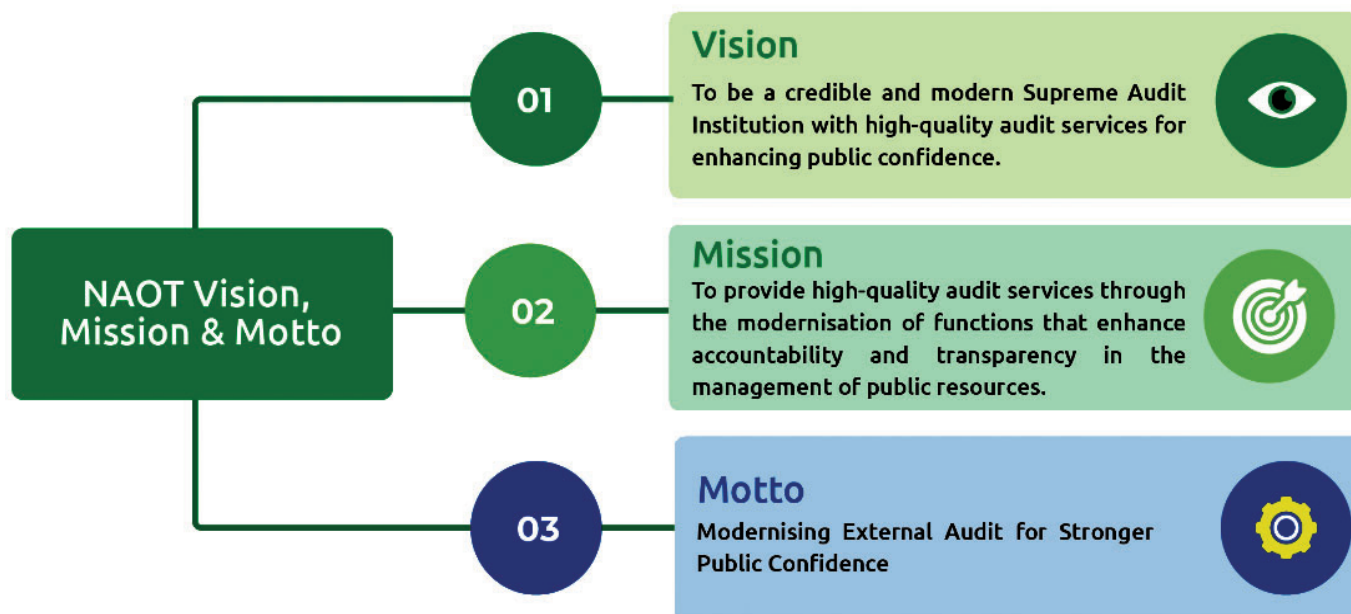 NAOT Vision,
Mission & Motto
01
Vision
To be a credible and modern Supreme Audit
Institution with high-quality audit services for
enhancing public confidence.
02
Mission
To provide high-quality audit services through
the modernisation of functions that enhance
accountability and transparency in the
management of public resources.
03
Motto
Modernising External Audit for Stronger
Public Confidence